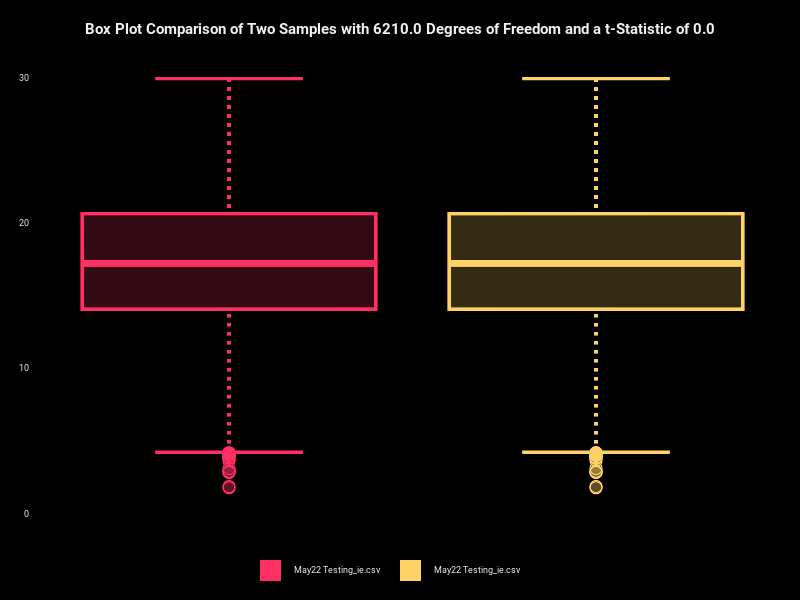 Box Plot Comparison of Two Samples with 6210.0 Degrees of Freedom and a t-Statistic of 0.0
30
20
10
0
May22 Testing_ie.csv
May22 Testing_ie.csv